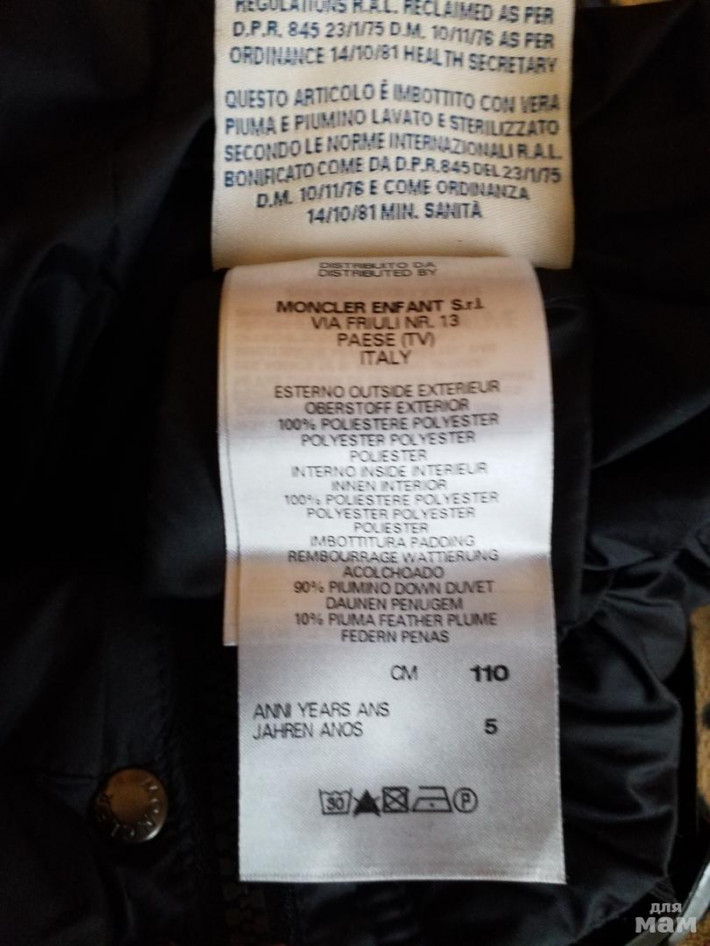 REGULATIONS R.A.L. RECLAIMED AS PER
D.P.R. 845 23/1/75 D.M. 10/11/76 AS PER
ORDINANCE 14/10/81 HEALTH SECRETARY
QUESTO ARTICOLO È IMBOTTITO CON VERA
PIUMA E PIUMINO LAVATO E STERILIZZATO
SECONDO LE NORME INTERNAZIONALI R.A.L.
BONIFICATO COME DA D.P.R. 845 DEL 23/1/75
D.M. 10/11/76 E COME ORDINANZA
14/10/81 MIN. SANITÀ
DISTRIBUITO DA
DISTRIBUTED BY
MONCLER ENFANT S.r.l.
VIA FRIULI NR. 13
PAESE (TV)
ITALY
ESTERNO OUTSIDE EXTERIEUR
OBERSTOFF EXTERIOR
100% POLIESTERE POLYESTER
POLYESTER POLYESTER
POLIESTER
INTERNO INSIDE INTERIEUR
INNEN INTERIOR
100% POLIESTERE POLYESTER
POLYESTER POLYESTER
POLIESTER
IMBOTTITURA PADDING
REMBOURRAGE WATTIERUNG
ACOLCHOADO
90% PIUMINO DOWN DUVET
DAUNEN PENUGEM
10% PIUMA FEATHER PLUME
FEDERN PENAS
CM 110
ANNI YEARS ANS
JAHREN ANOS 5
30 P
MONCLER
для
мам